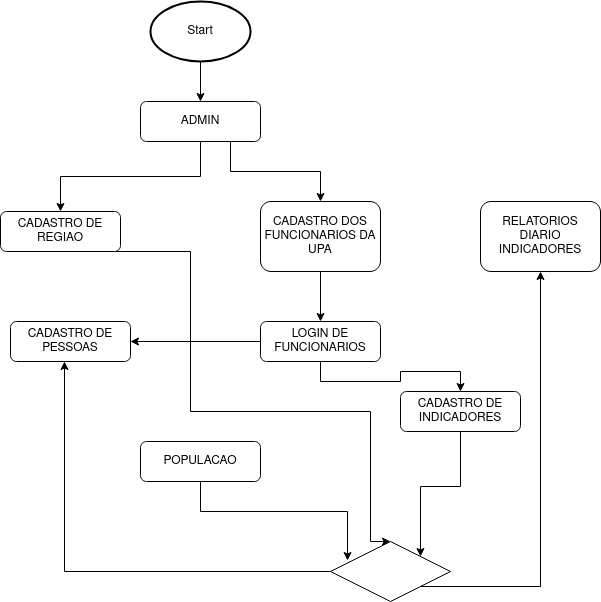 Start
ADMIN
CADASTRO DE
REGIAO
CADASTRO DOS
FUNCIONARIOS DA
UPA
RELATORIOS
DIARIO
INDICADORES
CADASTRO DE
PESSOAS
LOGIN DE
FUNCIONARIOS
CADASTRO DE
INDICADORES
POPULACAO